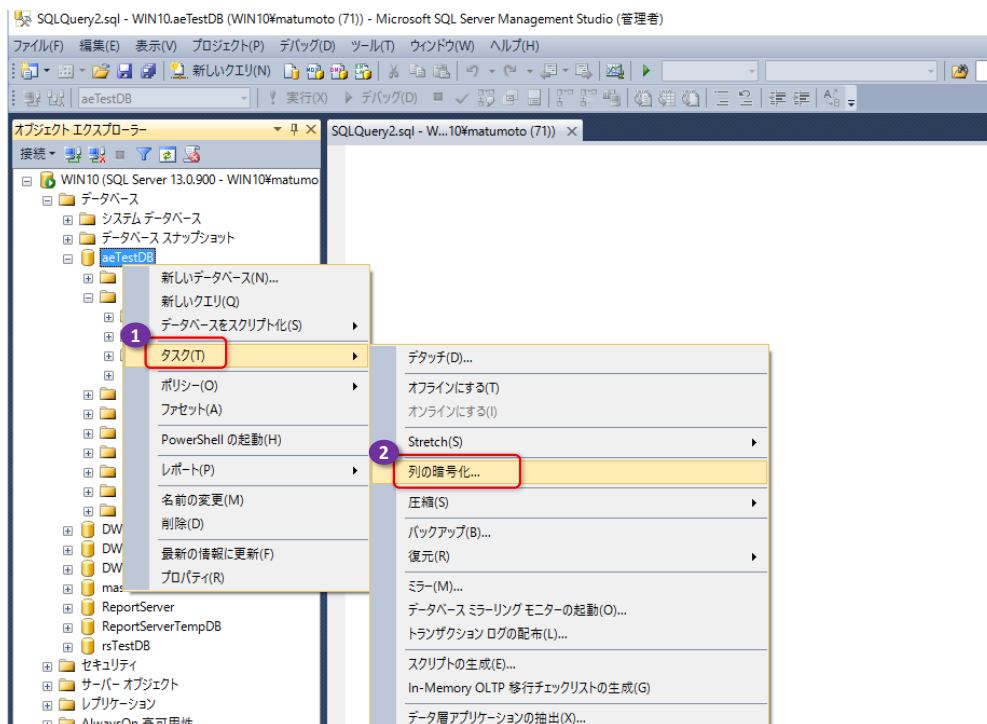 SQLQuery2.sql - WIN10.aeTestDB (WIN10¥matumoto (71)) - Microsoft SQL Server Management Studio (管理者)
ファイル(F) 編集(E) 表示(V) プロジェクト(P) デバッグ(D) ツール(T) ウィンドウ(W) ヘルプ(H)
新しいクエリ(N)
aeTestDB 実行(X) デバッグ(D)
オブジェクト エクスプローラー
SQLQuery2.sql - W...10¥matumoto (71))
接続
WIN10 (SQL Server 13.0.900 - WIN10¥matumo
データベース
システム データベース
データベース スナップショット
aeTestDB
新しいデータベース(N)...
新しいクエリ(Q)
データベースをスクリプト化(S)
1
タスク(T)
ポリシー(O)
ファセット(A)
PowerShell の起動(H)
レポート(P)
名前の変更(M)
削除(D)
最新の情報に更新(F)
プロパティ(R)
デタッチ(D)...
オフラインにする(T)
オンラインにする(I)
Stretch(S)
2
列の暗号化...
圧縮(S)
バックアップ(B)...
復元(R)
ミラー(M)...
データベース ミラーリング モニターの起動(O)...
トランザクション ログの配布(L)...
スクリプトの生成(E)...
In-Memory OLTP 移行チェックリストの生成(G)
データ層アプリケーションの抽出(X)...
DW
DW
DW
mas
ReportServer
ReportServerTempDB
rsTestDB
セキュリティ
サーバー オブジェクト
レプリケーション
AlwaysOn 高可用性